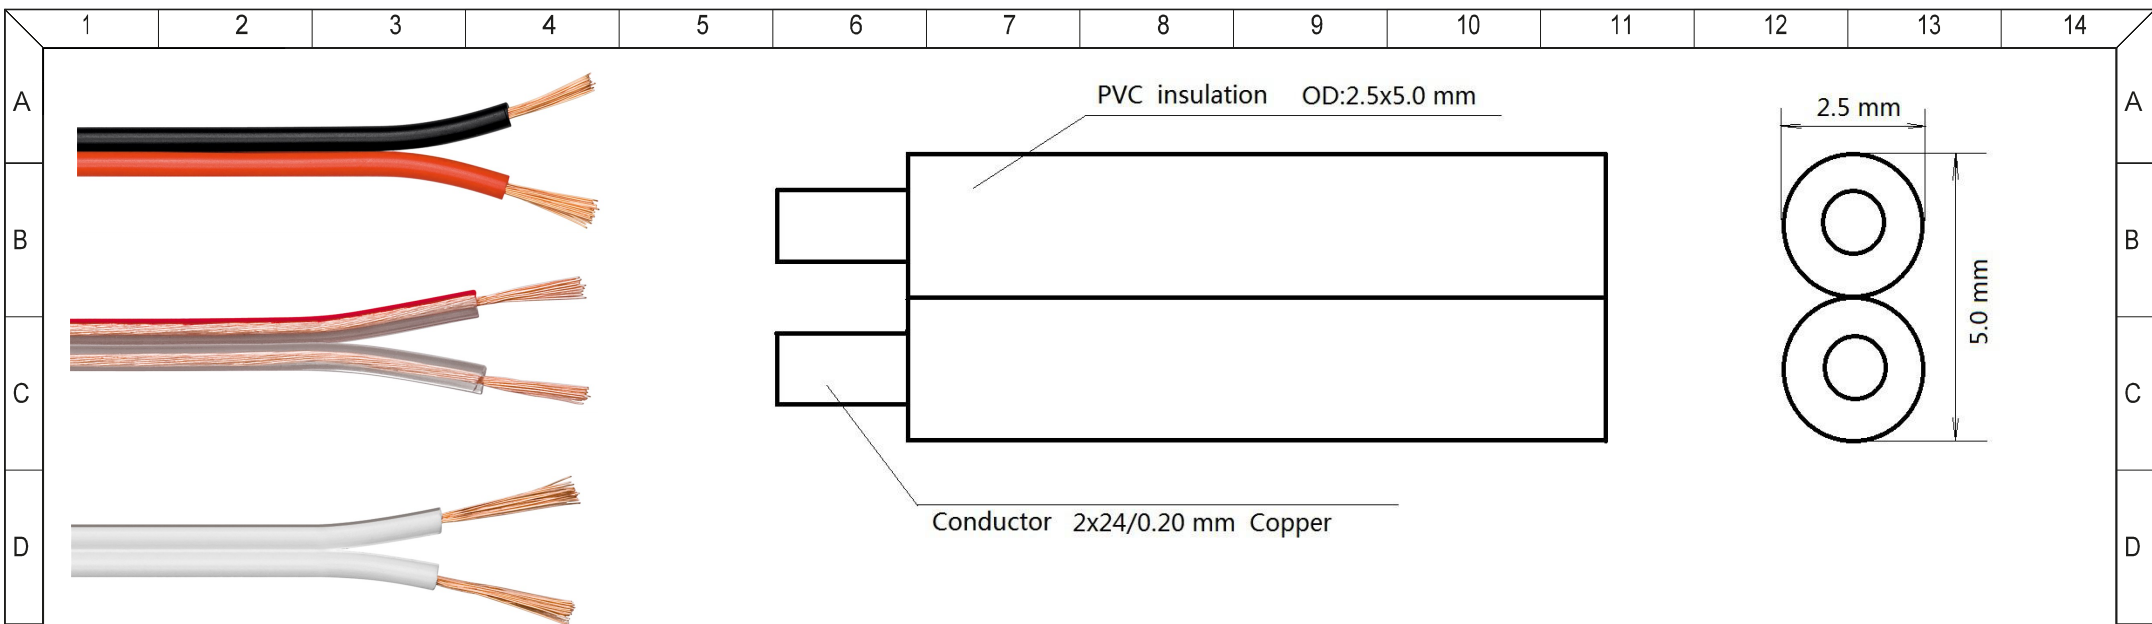 1 2 3 4 5 6 7 8 9 10 11 12 13 14
A A
PVC insulation OD:2.5x5.0 mm
2.5 mm
B B
5.0 mm
C C
Conductor 2x24/0.20 mm Copper
D D